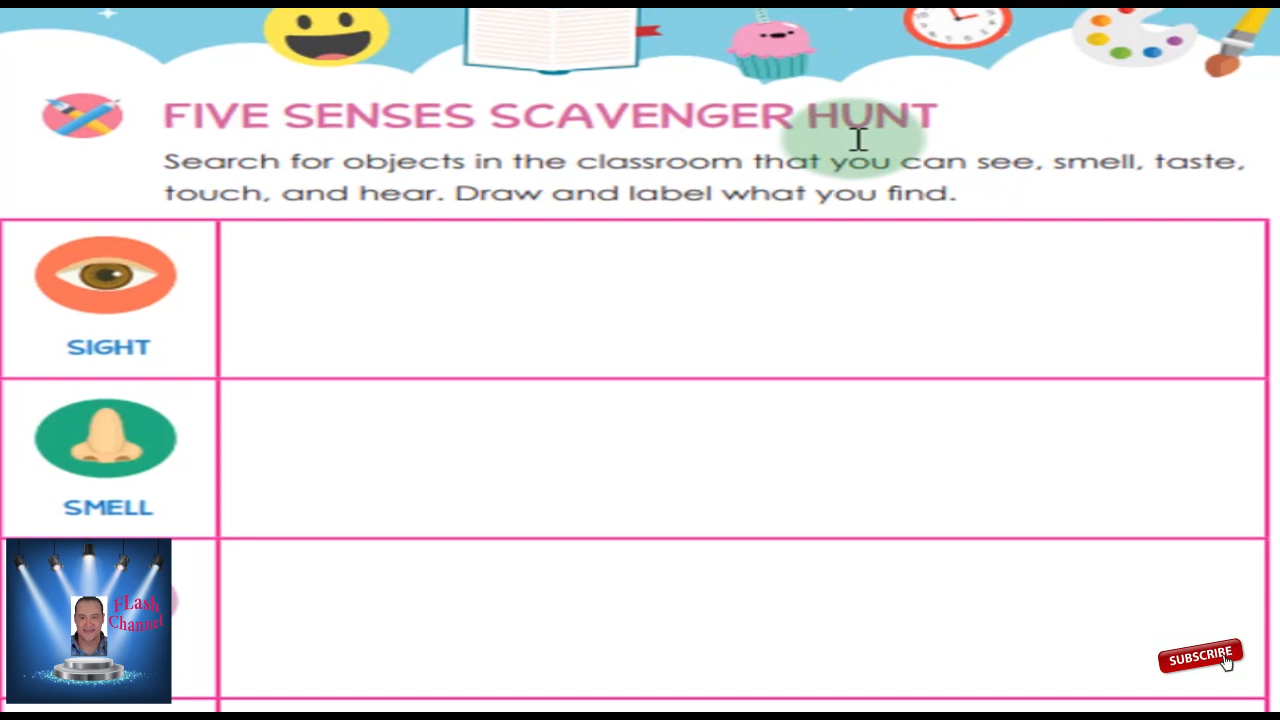 FIVE SENSES SCAVENGER HUNT
Search for objects in the classroom that you can see, smell, taste,
touch, and hear. Draw and label what you find.
SIGHT
SMELL
FLash
Channel
SUBSCRIBE